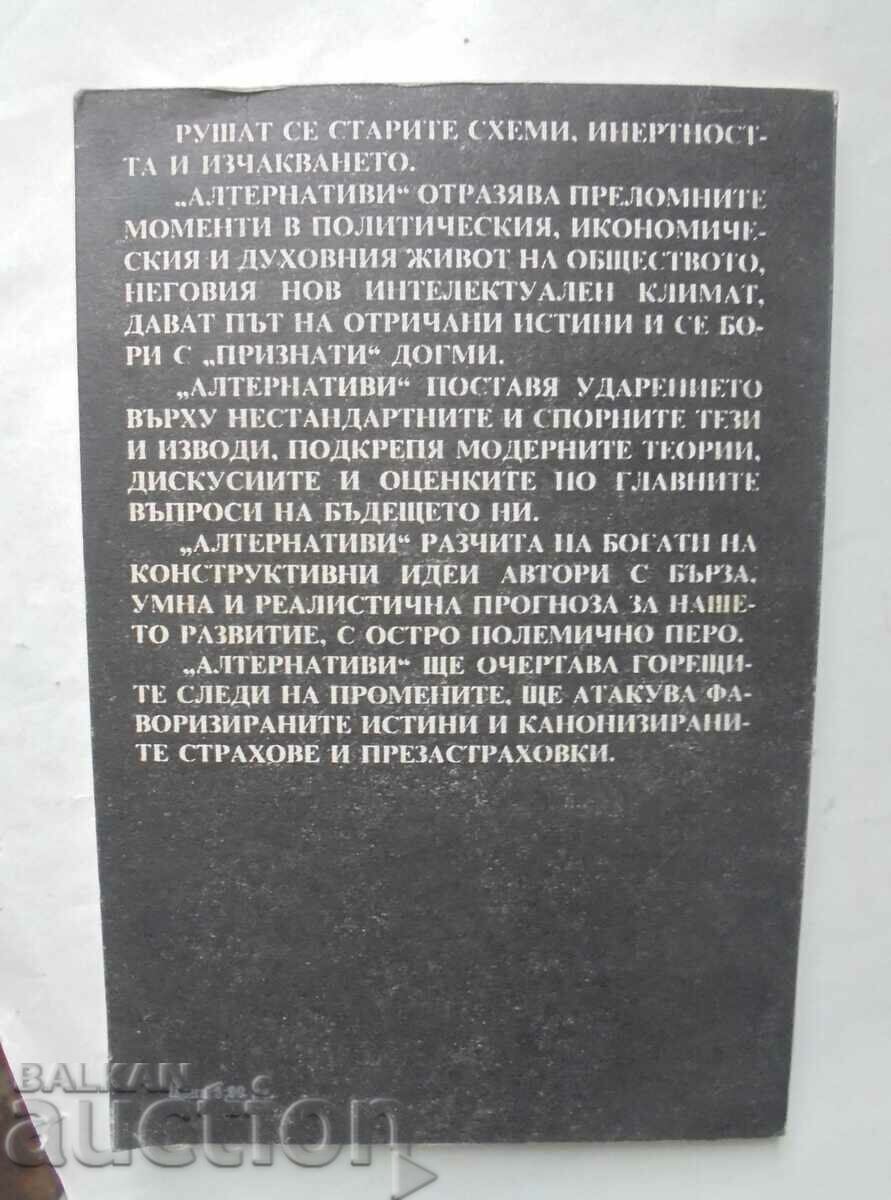 РУШАТ СЕ СТАРИТЕ СХЕМИ, ИНЕРТНОСТ-
ТА И ИЗЧАКВАНЕТО.
„АЛТЕРНАТИВИ“ ОТРАЗЯВА ПРЕЛОМНИТЕ
МОМЕНТИ В ПОЛИТИЧЕСКИЯ, ИКОНОМИЧЕ-
СКИЯ И ДУХОВНИЯ ЖИВОТ НА ОБЩЕСТВОТО,
НЕГОВИЯ НОВ ИНТЕЛЕКТУАЛЕН КЛИМАТ,
ДАВАТ ПЪТ НА ОТРИЧАНИ ИСТИНИ И СЕ БО-
РИ С „ПРИЗНАТИ“ ДОГМИ.
„АЛТЕРНАТИВИ“ ПОСТАВЯ УДАРЕНИЕТО
ВЪРХУ НЕСТАНДАРТНИТЕ И СПОРНИТЕ ТЕЗИ
И ИЗВОДИ, ПОДКРЕПЯ МОДЕРНИТЕ ТЕОРИИ,
ДИСКУСИИТЕ И ОЦЕНКИТЕ ПО ГЛАВНИТЕ
ВЪПРОСИ НА БЪДЕЩЕТО НИ.
„АЛТЕРНАТИВИ“ РАЗЧИТА НА БОГАТИ НА
КОНСТРУКТИВНИ ИДЕИ АВТОРИ С БЪРЗА,
УМНА И РЕАЛИСТИЧНА ПРОГНОЗА ЗА НАШЕ-
ТО РАЗВИТИЕ, С ОСТРО ПОЛЕМИЧНО ПЕРО.
„АЛТЕРНАТИВИ“ ЩЕ ОЧЕРТАВА ГОРЕЩИ-
ТЕ СЛЕДИ НА ПРОМЕНИТЕ, ЩЕ АТАКУВА ФА-
ВОРИЗИРАНИТЕ ИСТИНИ И КАНОНИЗИРАНИ-
ТЕ СТРАХОВЕ И ПРЕЗАСТРАХОВКИ.
BALKAN
auction